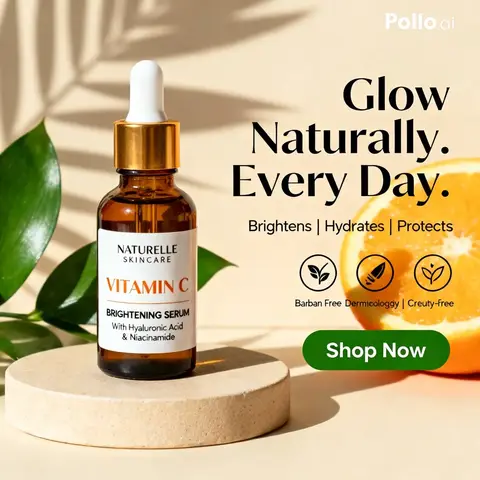 Pollo.ai
Glow
Naturally.
Every Day.
Brightens | Hydrates | Protects
Barban Free Dermicology | Creuty-Free
Shop Now
NATURELLE
SKINCARE
VITAMIN C
BRIGHTENING SERUM
With Hyaluronic Acid
& Niacinamide